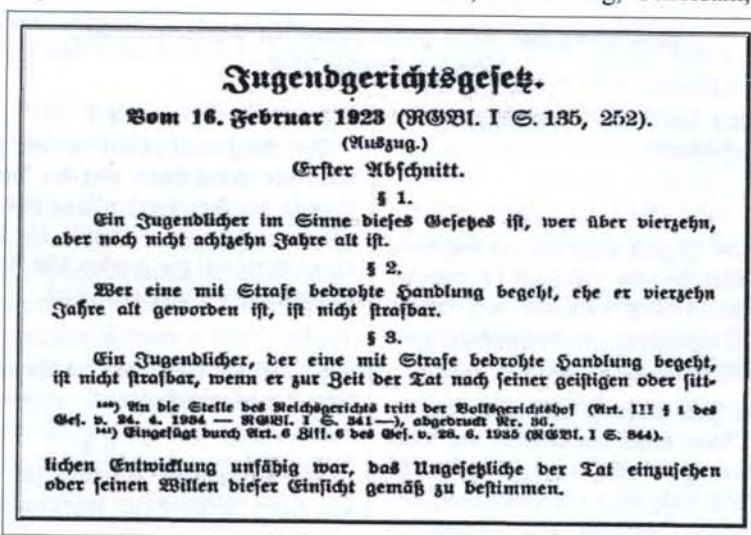 Jugendgerichtsgesetz.
Vom 16. Februar 1923 (RGBl. I S. 135, 252).
(Auszug.)
Erster Abschnitt.
§ 1.
Ein Jugendlicher im Sinne dieses Gesetzes ist, wer über vierzehn,
aber noch nicht achtzehn Jahre alt ist.
§ 2.
Wer eine mit Strafe bedrohte Handlung begeht, ehe er vierzehn
Jahre alt geworden ist, ist nicht strafbar.
§ 3.
Ein Jugendlicher, der eine mit Strafe bedrohte Handlung begeht,
ist nicht strafbar, wenn er zur Zeit der Tat nach seiner geistigen oder sitt-
***) An die Stelle des Reichsgerichts tritt der Volksgerichtshof (Art. III § 1 des
Ges. v. 24. 4. 1934 — RGBl. I S. 341—), abgedruckt Nr. 36.
Eingefügt durch Art. 6 Ziff. 6 des Ges. v. 28. 6. 1935 (RGBl. I S. 844).
lichen Entwicklung unfähig war, das Ungesetzliche der Tat einzusehen
oder seinen Willen dieser Einsicht gemäß zu bestimmen.